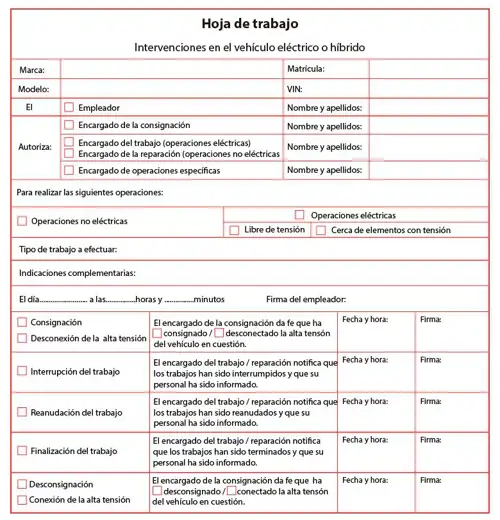 Hoja de trabajo
Intervenciones en el vehículo eléctrico o híbrido
Marca: Matrícula:
Modelo: VIN:
El Empleador Nombre y apellidos:
Autoriza:
Encargado de la consignación Nombre y apellidos:
Encargado del trabajo (operaciones eléctricas)
Encargado de la reparación (operaciones no eléctricas Nombre y apellidos:
Encargado de operaciones específicas Nombre y apellidos:
Para realizar las siguientes operaciones:
Operaciones no eléctricas
Operaciones eléctricas
Libre de tensión Cerca de elementos con tensión
Tipo de trabajo a efectuar:
Indicaciones complementarias:
El día........................ a las...............horas y ...............minutos Firma del empleador:
Consignación
Desconexión de la alta tensión
El encargado de la consignación da fe que ha
consignado / desconectado la alta tensión
del vehículo en cuestión.
Fecha y hora: Firma:
Interrupción del trabajo
El encargado del trabajo / reparación notifica que
los trabajos han sido interrumpidos y que su
personal ha sido informado.
Fecha y hora: Firma:
Reanudación del trabajo
El encargado del trabajo / reparación notifica que
los trabajos han sido reanudados y que su
personal ha sido informado.
Fecha y hora: Firma:
Finalización del trabajo
El encargado del trabajo / reparación notifica
que los trabajos han sido terminados y que su
personal ha sido informado.
Fecha y hora: Firma:
Desconsignación
Conexión de la alta tensión
El encargado de la consignación da fe que ha
desconsignado / conectado la alta tensión
del vehículo en cuestión.
Fecha y hora: Firma: